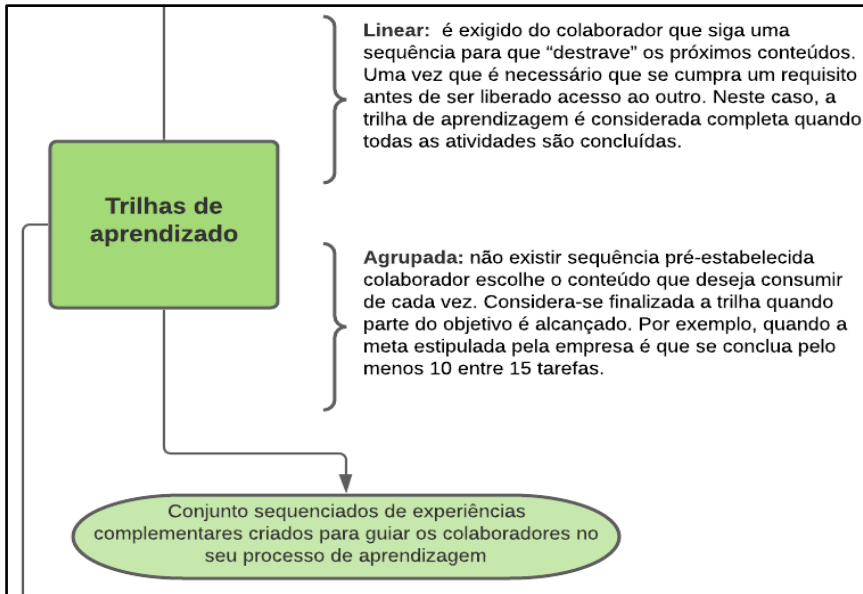 Linear:  é exigido do colaborador que siga uma
sequência para que “destrave” os próximos conteúdos.
Uma vez que é necessário que se cumpra um requisito
antes de ser liberado acesso ao outro. Neste caso, a
trilha de aprendizagem é considerada completa quando
todas as atividades são concluídas.
Trilhas de
aprendizado
Agrupada: não existir sequência pré-estabelecida
colaborador escolhe o conteúdo que deseja consumir
de cada vez. Considera-se finalizada a trilha quando
parte do objetivo é alcançado. Por exemplo, quando a
meta estipulada pela empresa é que se conclua pelo
menos 10 entre 15 tarefas.
Conjunto sequenciados de experiências
complementares criados para guiar os colaboradores no
seu processo de aprendizagem